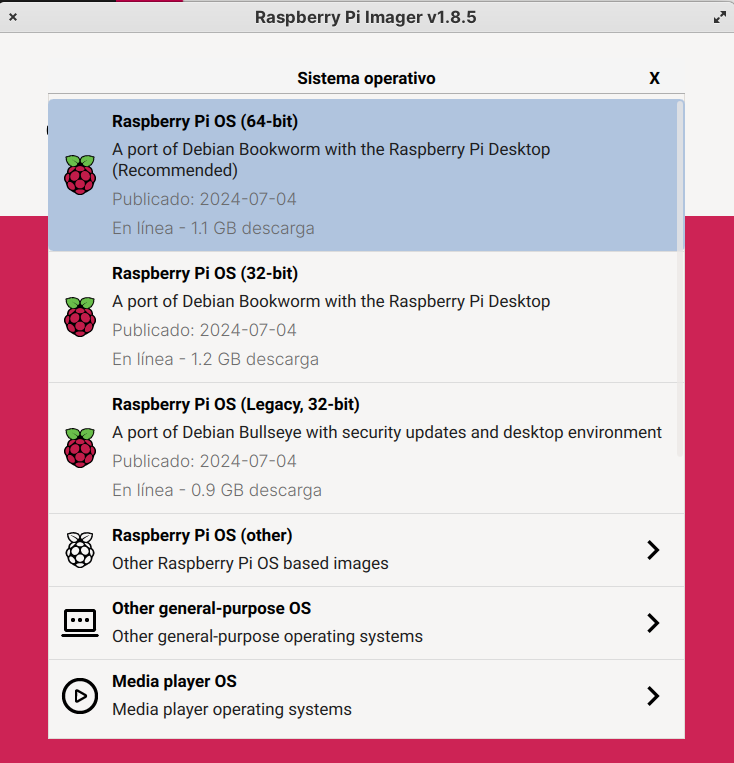 Raspberry Pi Imager v1.8.5
Sistema operativo
X
Raspberry Pi OS (64-bit)
A port of Debian Bookworm with the Raspberry Pi Desktop
(Recommended)
Publicado: 2024-07-04
En línea - 1.1 GB descarga
Raspberry Pi OS (32-bit)
A port of Debian Bookworm with the Raspberry Pi Desktop
Publicado: 2024-07-04
En línea - 1.2 GB descarga
Raspberry Pi OS (Legacy, 32-bit)
A port of Debian Bullseye with security updates and desktop environment
Publicado: 2024-07-04
En línea - 0.9 GB descarga
Raspberry Pi OS (other)
Other Raspberry Pi OS based images
Other general-purpose OS
Other general-purpose operating systems
Media player OS
Media player operating systems